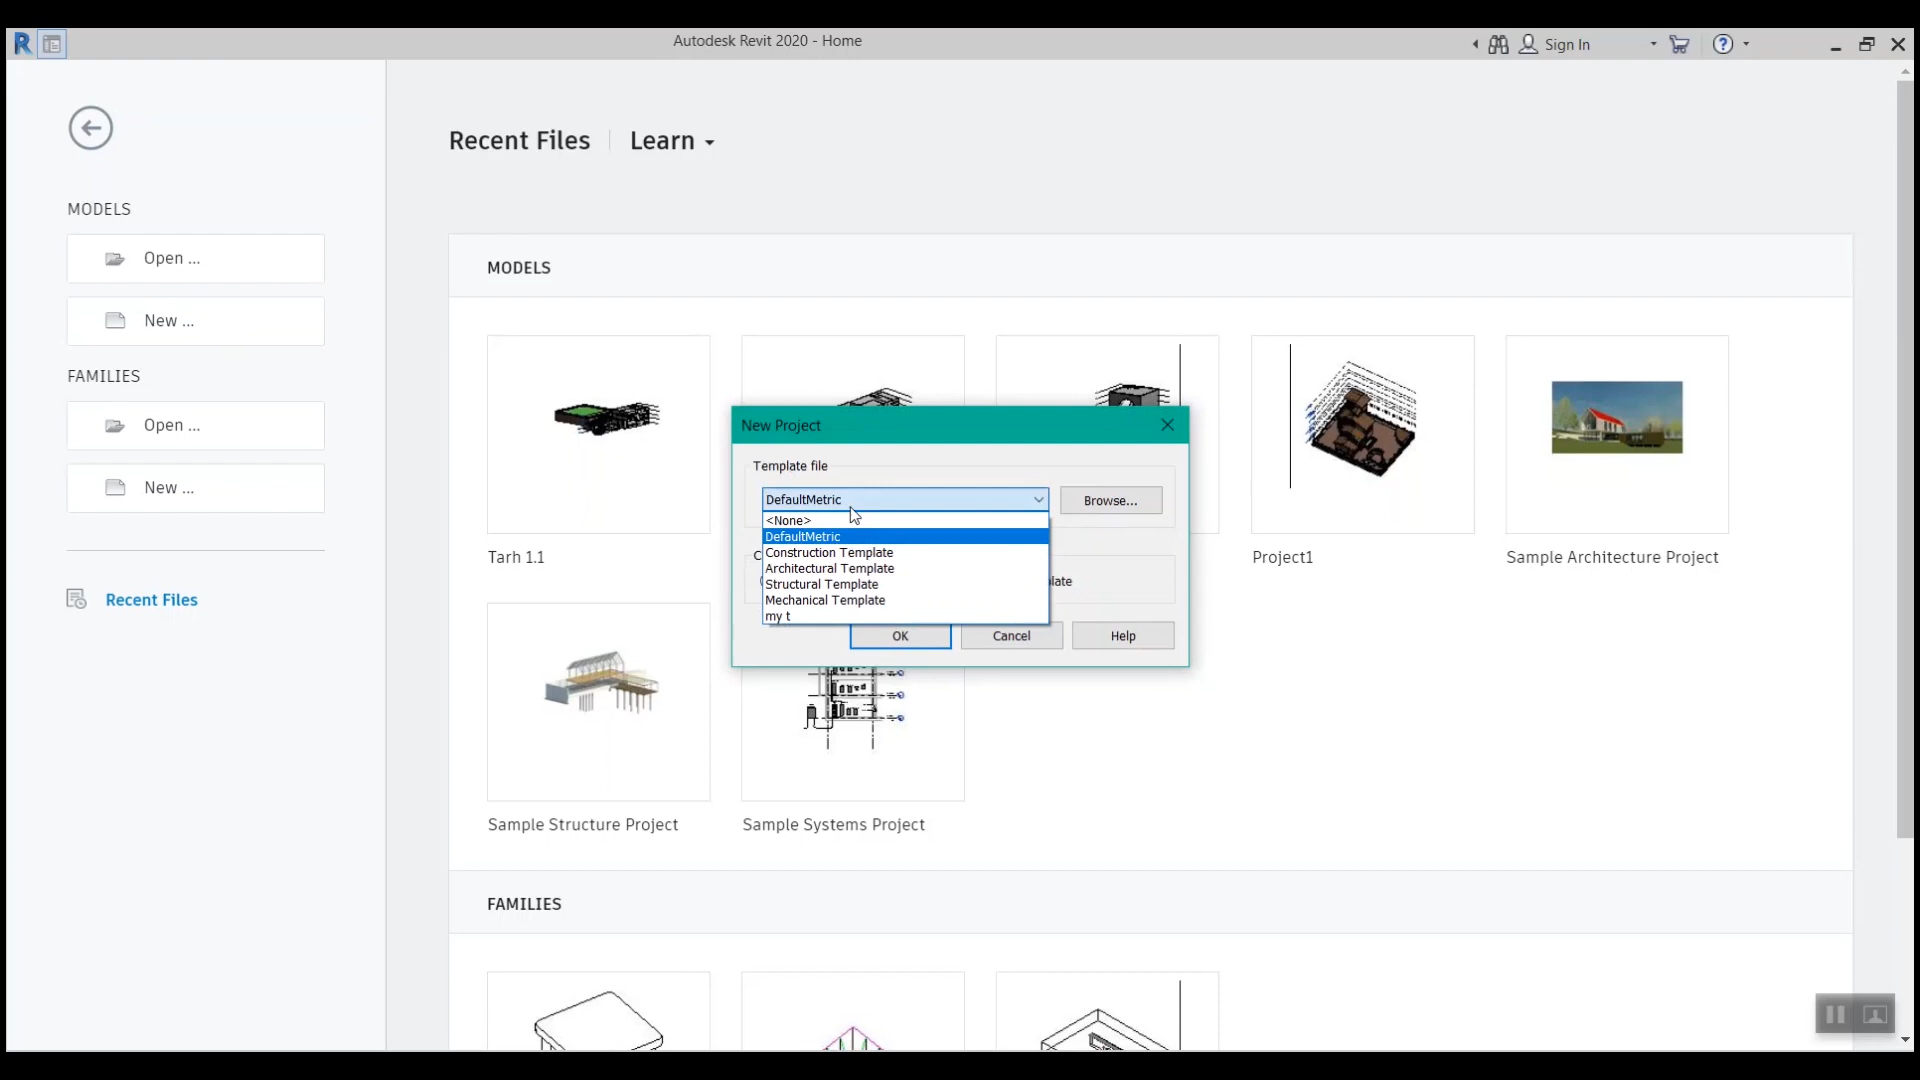 Autodesk Revit 2020 - Home
Sign In
Recent Files
Learn
MODELS
Open ...
New ...
FAMILIES
Open ...
New ...
Recent Files
MODELS
Tarh 1.1
Project1
Sample Architecture Project
Sample Structure Project
Sample Systems Project
FAMILIES
New Project
Template file
DefaultMetric
Browse...
<None>
DefaultMetric
Construction Template
Architectural Template
Structural Template
Mechanical Template
my t
OK
Cancel
Help